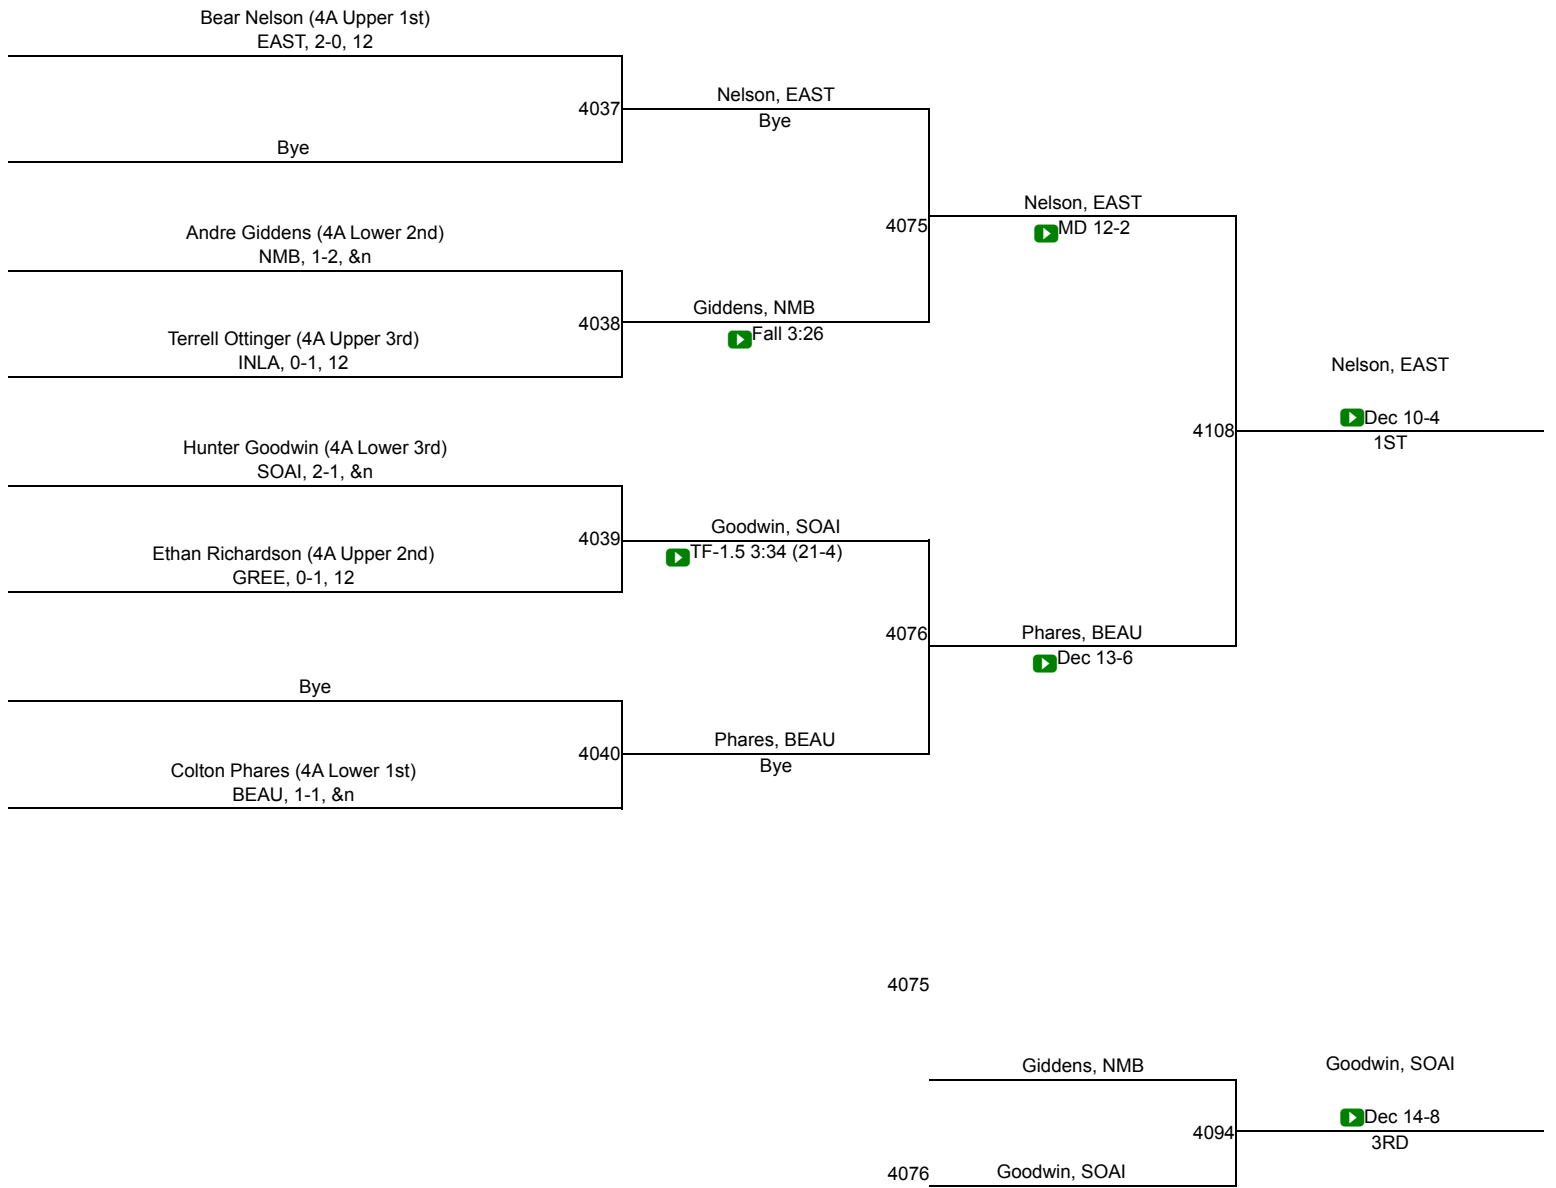 Bear Nelson (4A Upper 1st)
EAST, 2-0, 12
4037
Nelson, EAST
Bye
Bye
Andre Giddens (4A Lower 2nd)
NMB, 1-2, &n
4075
Nelson, EAST
MD 12-2
4038
Giddens, NMB
Fall 3:26
Terrell Ottinger (4A Upper 3rd)
INLA, 0-1, 12
Nelson, EAST
4108
Dec 10-4
1ST
Hunter Goodwin (4A Lower 3rd)
SOAI, 2-1, &n
4039
Goodwin, SOAI
TF-1.5 3:34 (21-4)
Ethan Richardson (4A Upper 2nd)
GREE, 0-1, 12
4076
Phares, BEAU
Dec 13-6
Bye
4040
Phares, BEAU
Bye
Colton Phares (4A Lower 1st)
BEAU, 1-1, &n
4075
Giddens, NMB
Goodwin, SOAI
4094
Dec 14-8
3RD
4076
Goodwin, SOAI